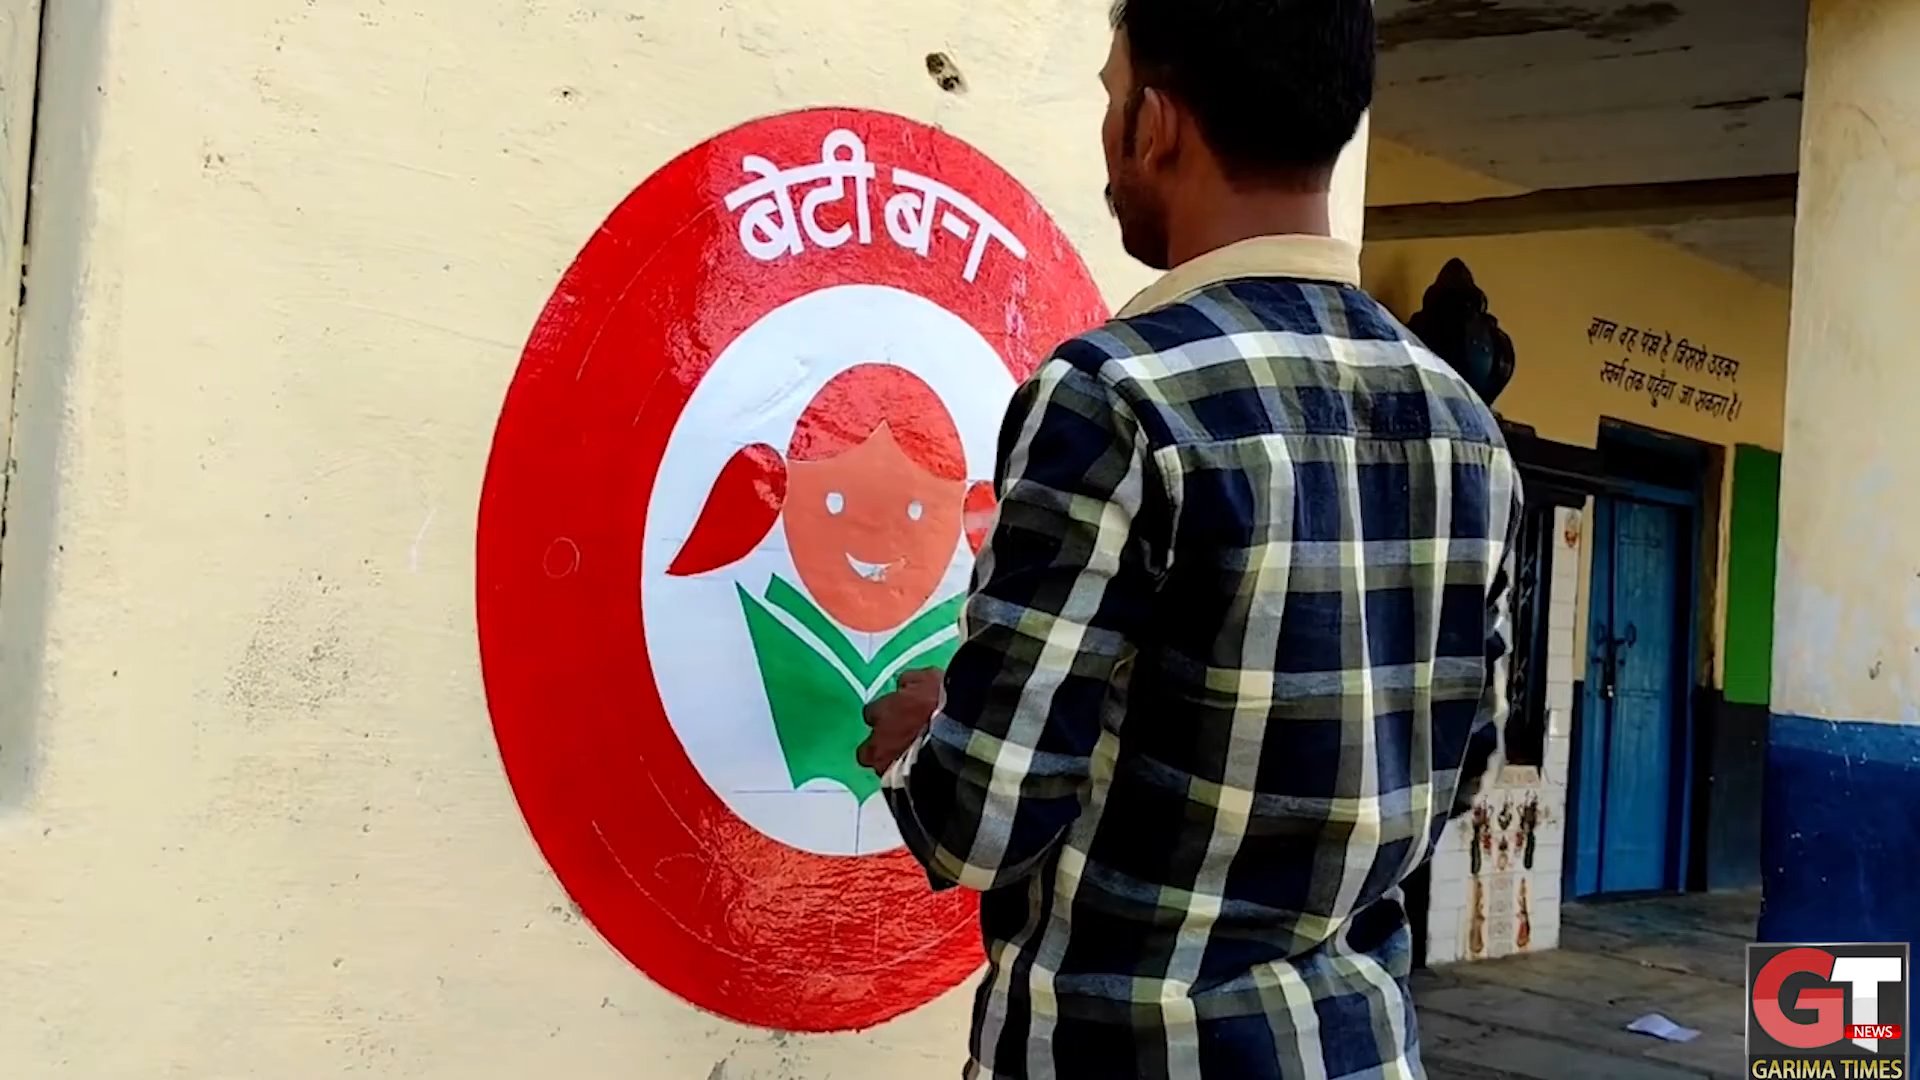 बेटी बन
ज्ञान वह पंख है जिससे उड़कर
स्वर्ग तक पहुँचा जा सकता है।
GT
NEWS
GARIMA TIMES